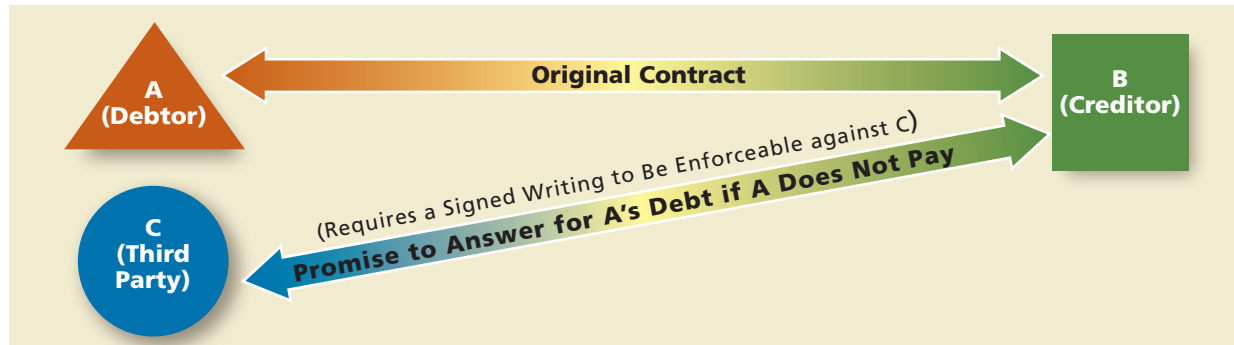 A
(Debtor)
Original Contract
B
(Creditor)
(Requires a Signed Writing to Be Enforceable against C)
Promise to Answer for A's Debt if A Does Not Pay
C
(Third
Party)